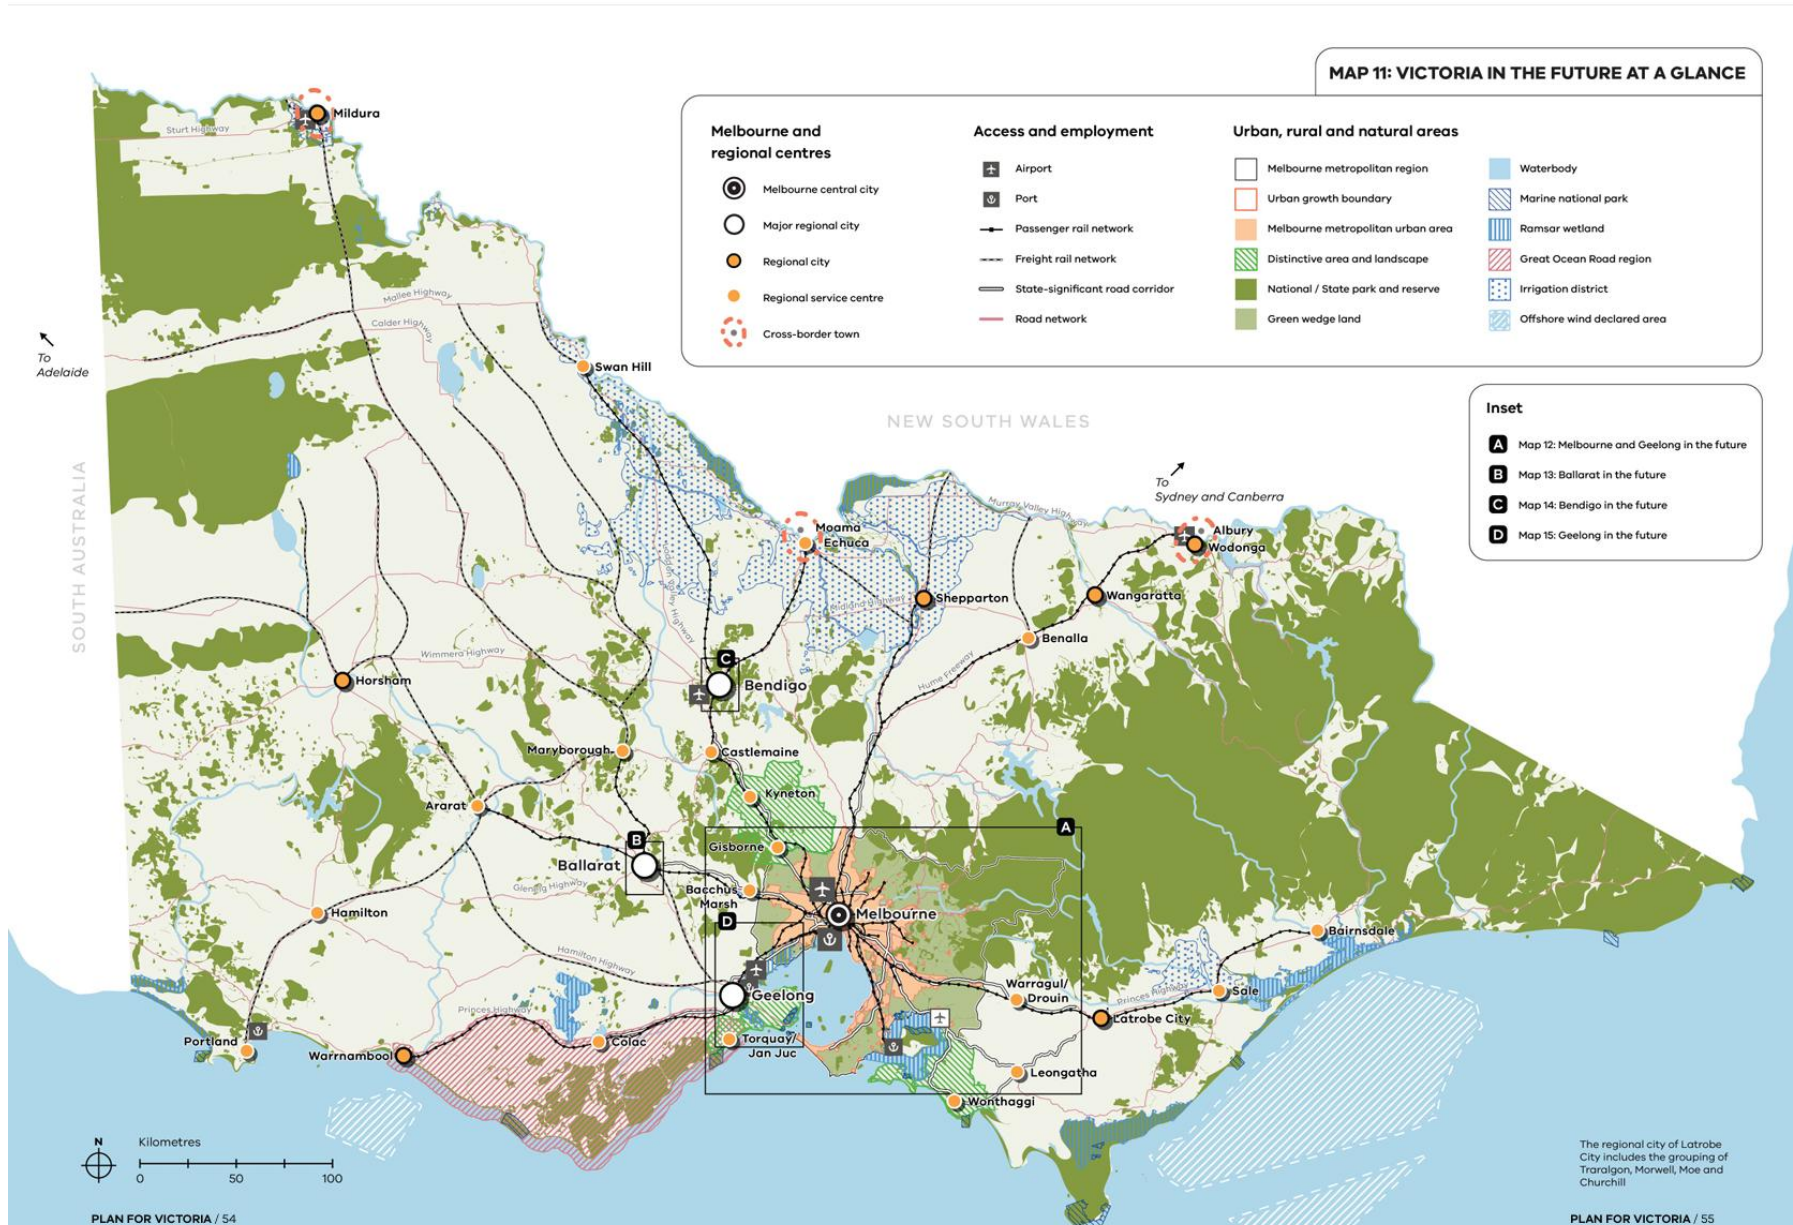 MAP 11: VICTORIA IN THE FUTURE AT A GLANCE
Melbourne and
regional centres
Melbourne central city
Major regional city
Regional city
Regional service centre
Cross-border town
Access and employment
Airport
Port
Passenger rail network
Freight rail network
State-significant road corridor
Road network
Urban, rural and natural areas
Melbourne metropolitan region
Urban growth boundary
Melbourne metropolitan urban area
Distinctive area and landscape
National / State park and reserve
Green wedge land
Waterbody
Marine national park
Ramsar wetland
Great Ocean Road region
Irrigation district
Offshore wind declared area
Inset
A Map 12: Melbourne and Geelong in the future
B Map 13: Ballarat in the future
C Map 14: Bendigo in the future
D Map 15: Geelong in the future
Mildura
Sturt Highway
Mallee Highway
Calder Highway
To
Adelaide
Swan Hill
NEW SOUTH WALES
SOUTH AUSTRALIA
To
Sydney and Canberra
Murray Valley Highway
Moama
Echuca
Albury
Wodonga
Loddon Valley Highway
Midland Highway
Shepparton
Wangaratta
Benalla
Hume Freeway
Wimmera Highway
Horsham
C
Bendigo
Maryborough
Castlemaine
Kyneton
Ararat
A
B
Gisborne
Ballarat
Glenelg Highway
Bacchus
Marsh
Hamilton
D
Melbourne
Bairnsdale
Hamilton Highway
Geelong
Warragul/
Drouin
Princes Highway
Sale
Princes Highway
Latrobe City
Portland
Warrnambool
Colac
Torquay/
Jan Juc
Leongatha
Wonthaggi
N
Kilometres
0
50
100
The regional city of Latrobe
City includes the grouping of
Traralgon, Morwell, Moe and
Churchill
PLAN FOR VICTORIA / 54
PLAN FOR VICTORIA / 55